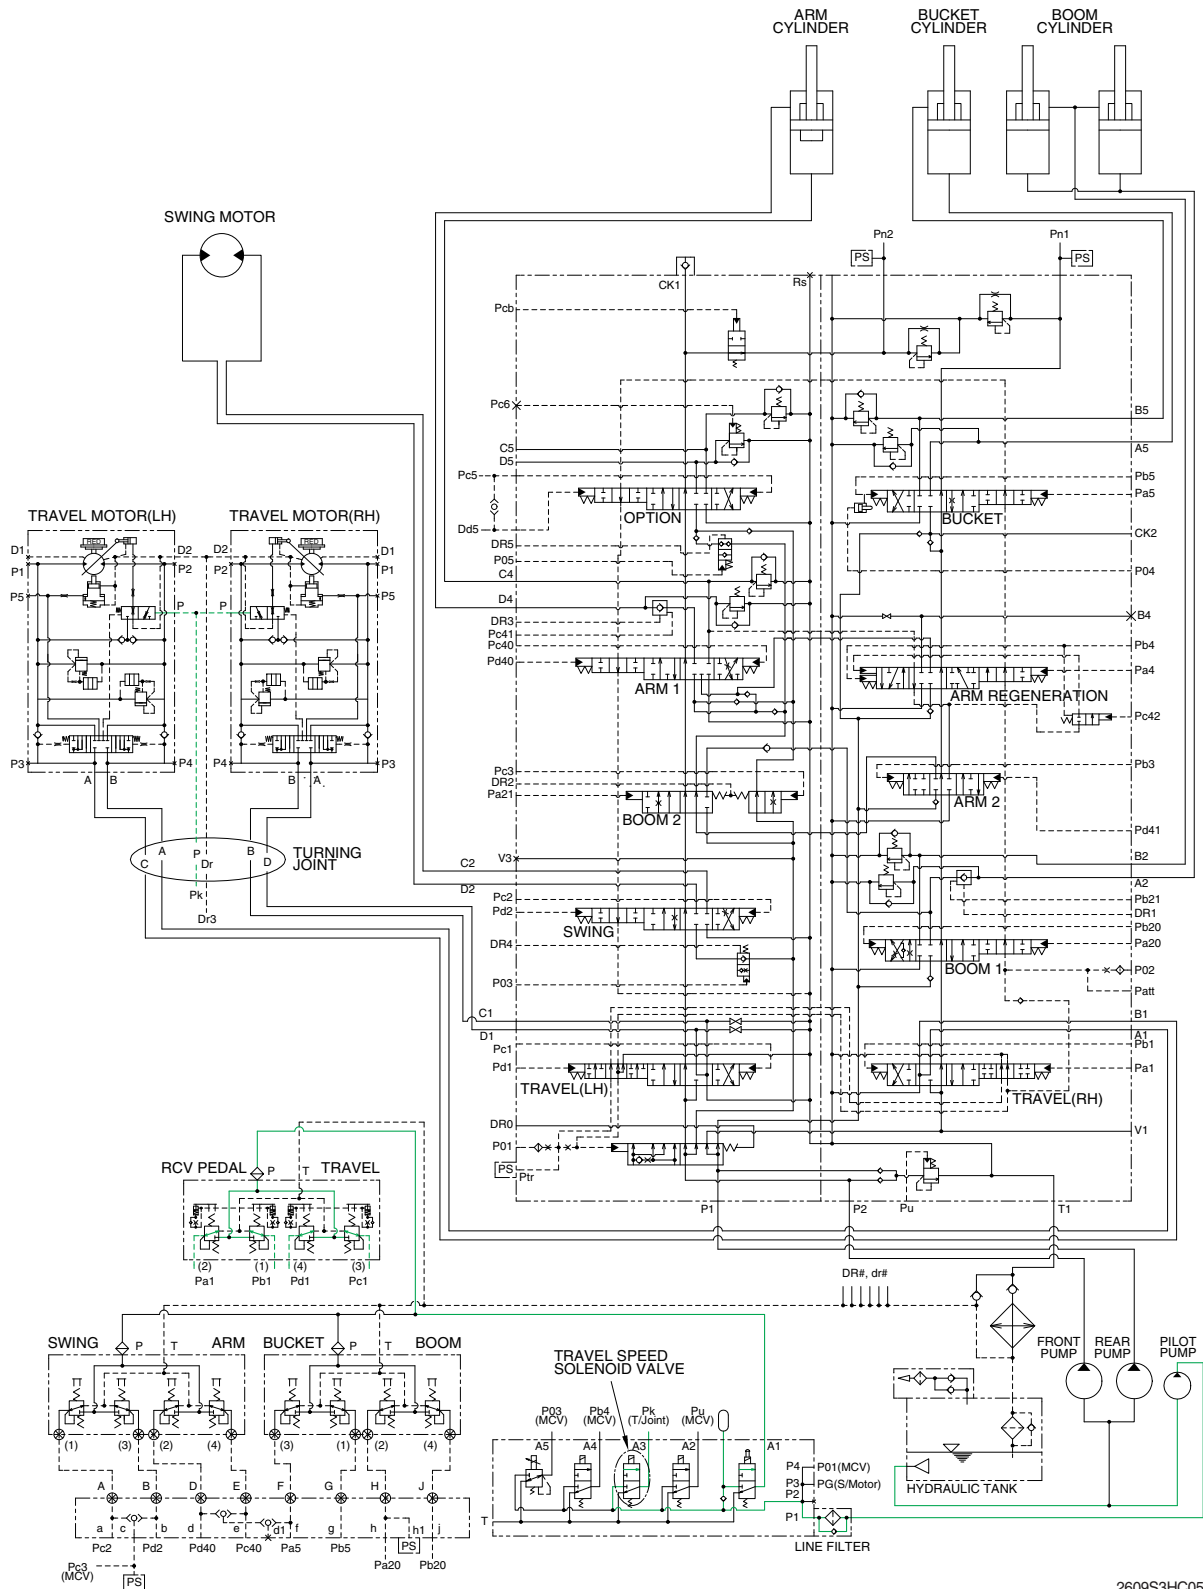 ARM
CYLINDER
BUCKET
CYLINDER
BOOM
CYLINDER
SWING MOTOR
Pn2
Pn1
PS
PS
CK1
Rs
Pcb
Pc6
B5
C5
A5
D5
Pc5
Pb5
Pa5
OPTION
BUCKET
Dd5
CK2
DR5
P05
P04
C4
D4
B4
DR3
Pc41
Pc40
Pb4
Pd40
Pa4
ARM 1
ARM REGENERATION
Pc42
TRAVEL MOTOR(LH)
TRAVEL MOTOR(RH)
D1
RED
D2
D2
RED
D1
P1
P2
P2
P1
P5
P
P
P5
P3
P4
P4
P3
A
B
B
A
Pc3
Pb3
DR2
Pa21
ARM 2
BOOM 2
Pd41
C
A
P
Dr
B
D
TURNING
JOINT
V3
B2
C2
A2
Pk
D2
Pc2
Pb21
Dr3
Pd2
DR1
SWING
Pb20
DR4
Pa20
BOOM 1
P02
P03
Patt
C1
B1
D1
A1
Pc1
Pb1
Pd1
Pa1
TRAVEL(LH)
TRAVEL(RH)
DR0
V1
P01
PS
Ptr
P1
P2
Pu
T1
RCV PEDAL
P
T
TRAVEL
(2)
(1)
(4)
(3)
Pa1
Pb1
Pd1
Pc1
DR#, dr#
SWING
P
T
ARM
BUCKET
P
T
BOOM
(1)
(3)
(2)
(4)
(3)
(1)
(2)
(4)
A
B
D
E
F
G
H
J
a
c
b
d
e
d1
f
g
h
h1
j
Pc2
Pd2
Pd40
Pc40
Pa5
Pb5
PS
Pa20
Pb20
Pc3
(MCV)
PS
TRAVEL SPEED
SOLENOID VALVE
P03
(MCV)
Pb4
(MCV)
Pk
(T/Joint)
Pu
(MCV)
A5
A4
A3
A2
A1
P4
P01(MCV)
P3
PG(S/Motor)
P2
P1
T
LINE FILTER
FRONT
PUMP
REAR
PUMP
PILOT
PUMP
HYDRAULIC TANK
2609S3HC05